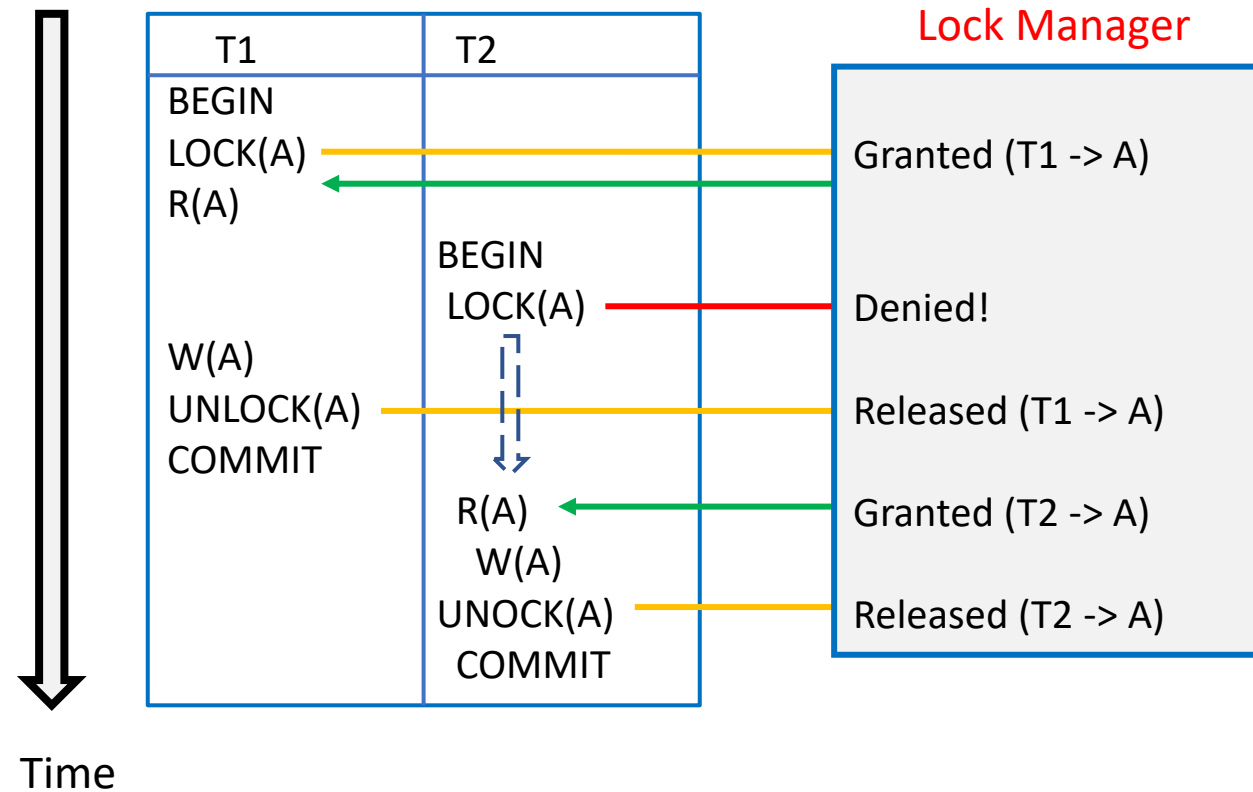 Lock Manager
T1 T2
BEGIN
LOCK(A) Granted (T1 -> A)
R(A)
BEGIN
LOCK(A) Denied!
W(A)
UNLOCK(A) Released (T1 -> A)
COMMIT
R(A) Granted (T2 -> A)
W(A)
UNOCK(A) Released (T2 -> A)
COMMIT
Time